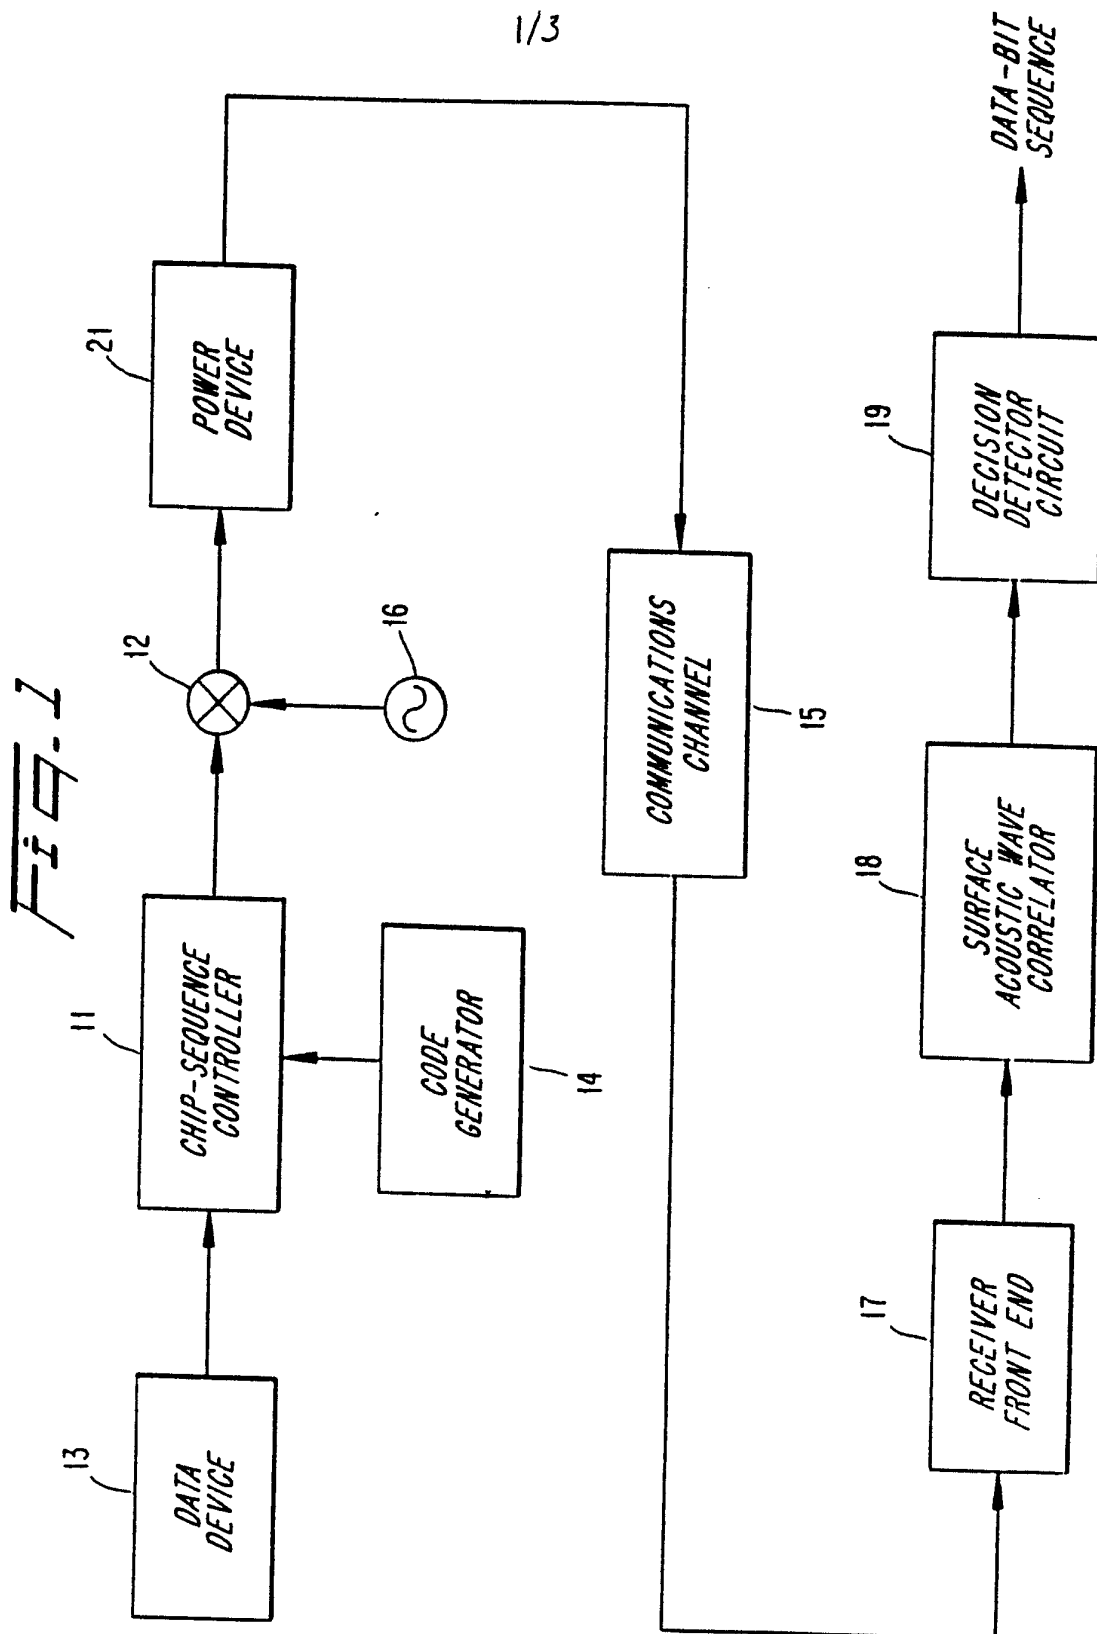 1/3
Fig. 1
13
DATA
DEVICE
11
CHIP-SEQUENCE
CONTROLLER
CODE
GENERATOR
14
12
16
21
POWER
DEVICE
COMMUNICATIONS
CHANNEL
15
17
RECEIVER
FRONT END
18
SURFACE
ACOUSTIC WAVE
CORRELATOR
19
DECISION
DETECTOR
CIRCUIT
DATA-BIT
SEQUENCE